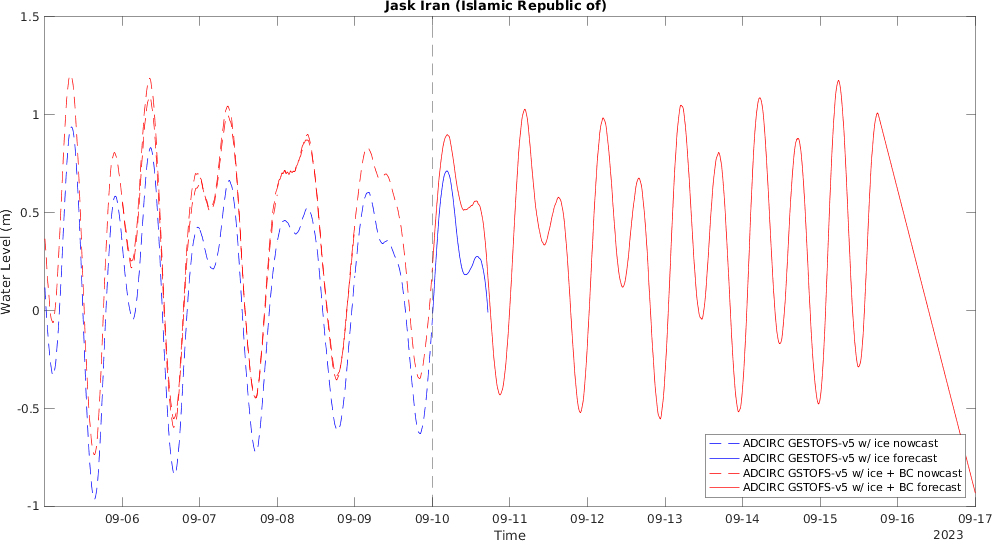 Jask Iran (Islamic Republic of)
1.5
1
0.5
0
-0.5
-1
Water Level (m)
ADCIRC GESTOFS-v5 w/ ice nowcast
ADCIRC GESTOFS-v5 w/ ice forecast
ADCIRC GSTOFS-v5 w/ ice + BC nowcast
ADCIRC GSTOFS-v5 w/ ice + BC forecast
09-06 09-07 09-08 09-09 09-10 09-11 09-12 09-13 09-14 09-15 09-16 09-17
Time
2023